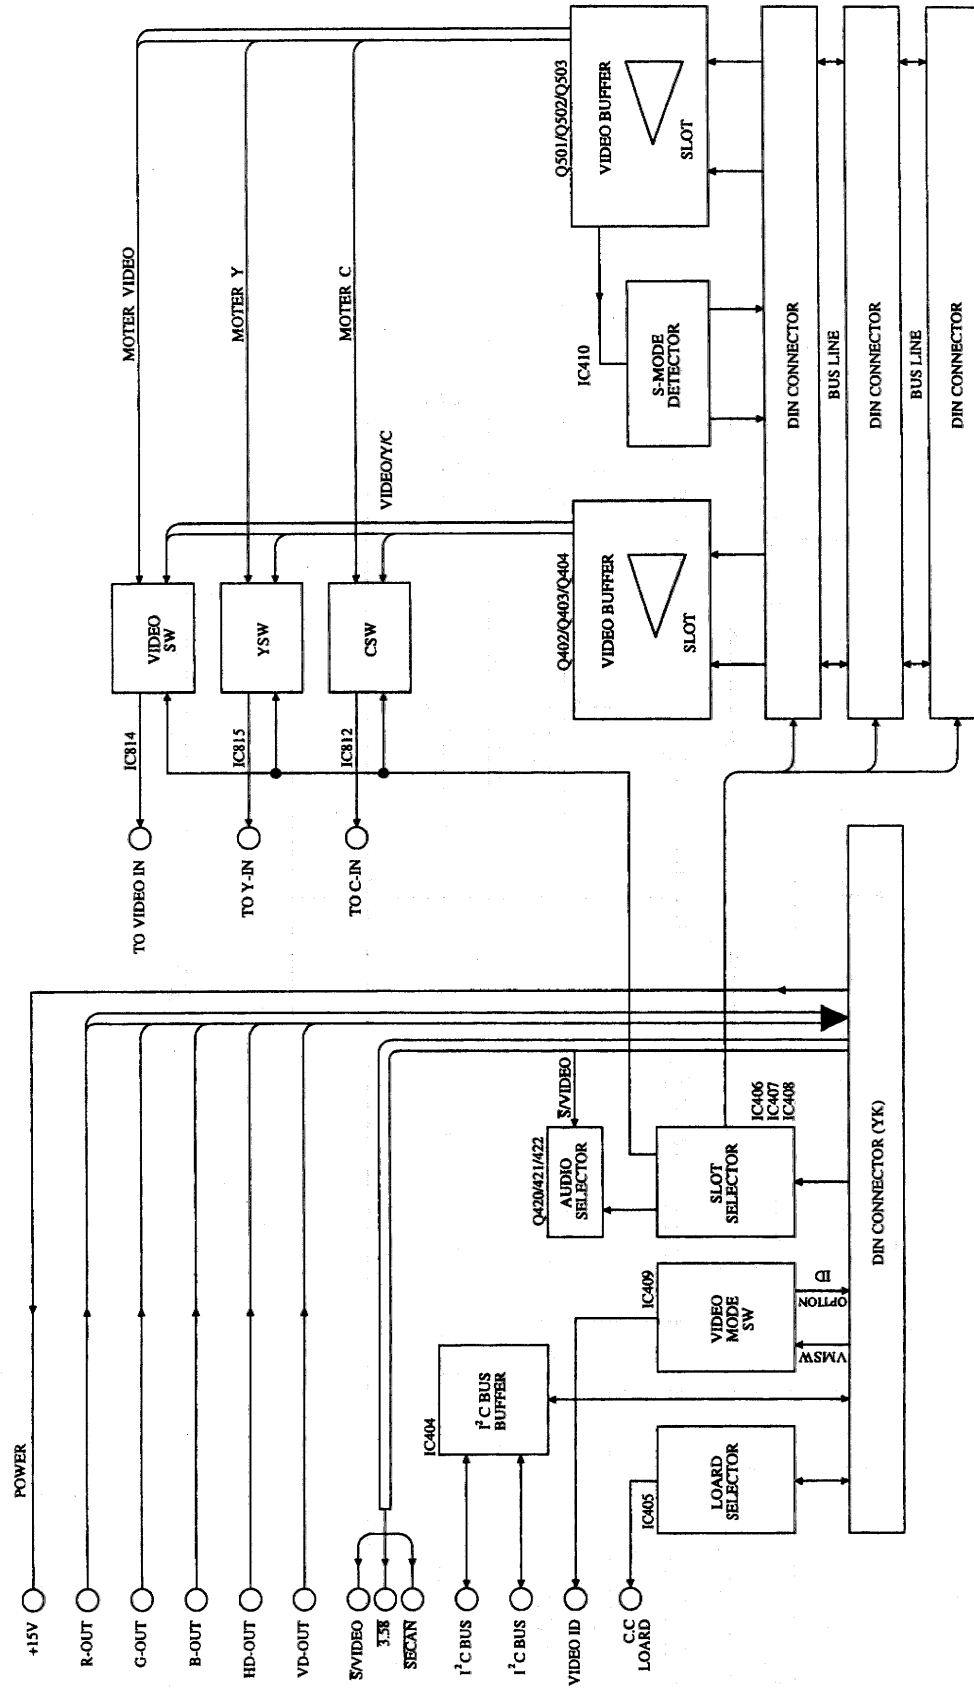 +15V
POWER
R-OUT
G-OUT
B-OUT
HD-OUT
VD-OUT
S/VIDEO
3.58
SECAN
I² C BUS
I² C BUS
VIDEO ID
C.C
LOARD
IC404
I² C BUS
BUFFER
IC405
LOARD
SELECTOR
IC409
VIDEO
MODE
SW
VMSW
OPTION
ID
Q420/421/422
AUDIO
SELECTOR
S/VIDEO
SLOT
SELECTOR
IC406
IC407
IC408
DIN CONNECTOR (YK)
TO VIDEO IN
TO Y-IN
TO C-IN
IC814
IC815
IC812
VIDEO
SW
YSW
CSW
VIDEO/Y/C
MOTER VIDEO
MOTER Y
MOTER C
Q402/Q403/Q404
VIDEO BUFFER
SLOT
IC410
S-MODE
DETECTOR
Q501/Q502/Q503
VIDEO BUFFER
SLOT
DIN CONNECTOR
BUS LINE
DIN CONNECTOR
BUS LINE
DIN CONNECTOR